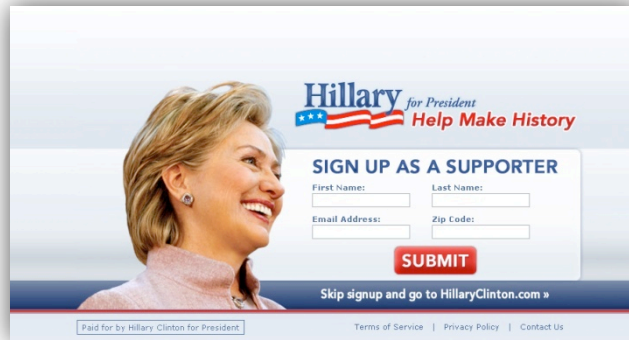 Hillary for President
Help Make History
SIGN UP AS A SUPPORTER
First Name: Last Name:
Email Address: Zip Code:
SUBMIT
Skip signup and go to HillaryClinton.com »
Paid for by Hillary Clinton for President
Terms of Service | Privacy Policy | Contact Us